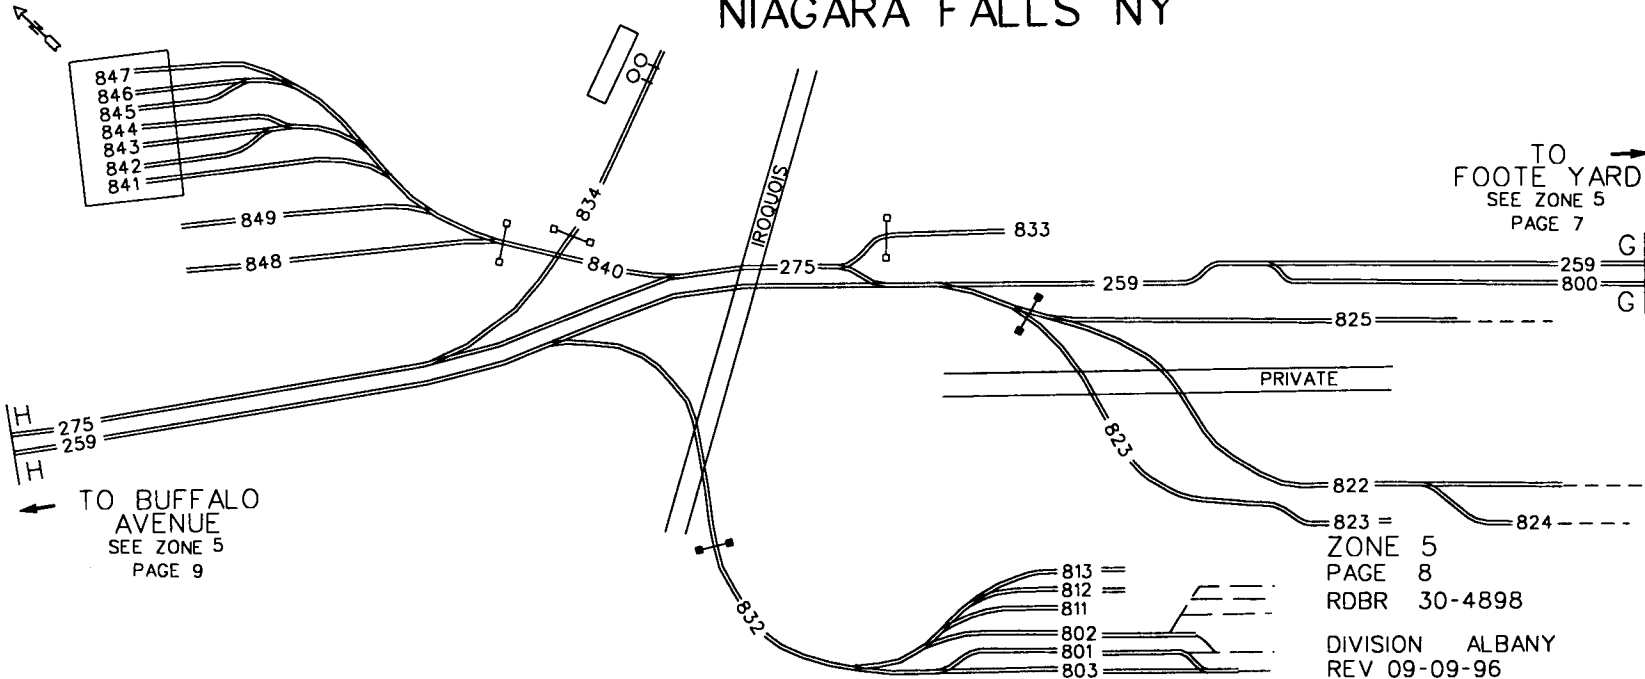 NIAGARA FALLS NY
N
847
846
845
844
843
842
841
849
848
834
840
IROQUOIS
275
833
259
TO
FOOTE YARD
SEE ZONE 5
PAGE 7
G
259
800
G
825
PRIVATE
823
822
823
824
H
275
259
H
TO BUFFALO
AVENUE
SEE ZONE 5
PAGE 9
832
813
812
811
802
801
803
ZONE 5
PAGE 8
RDBR 30-4898
DIVISION ALBANY
REV 09-09-96